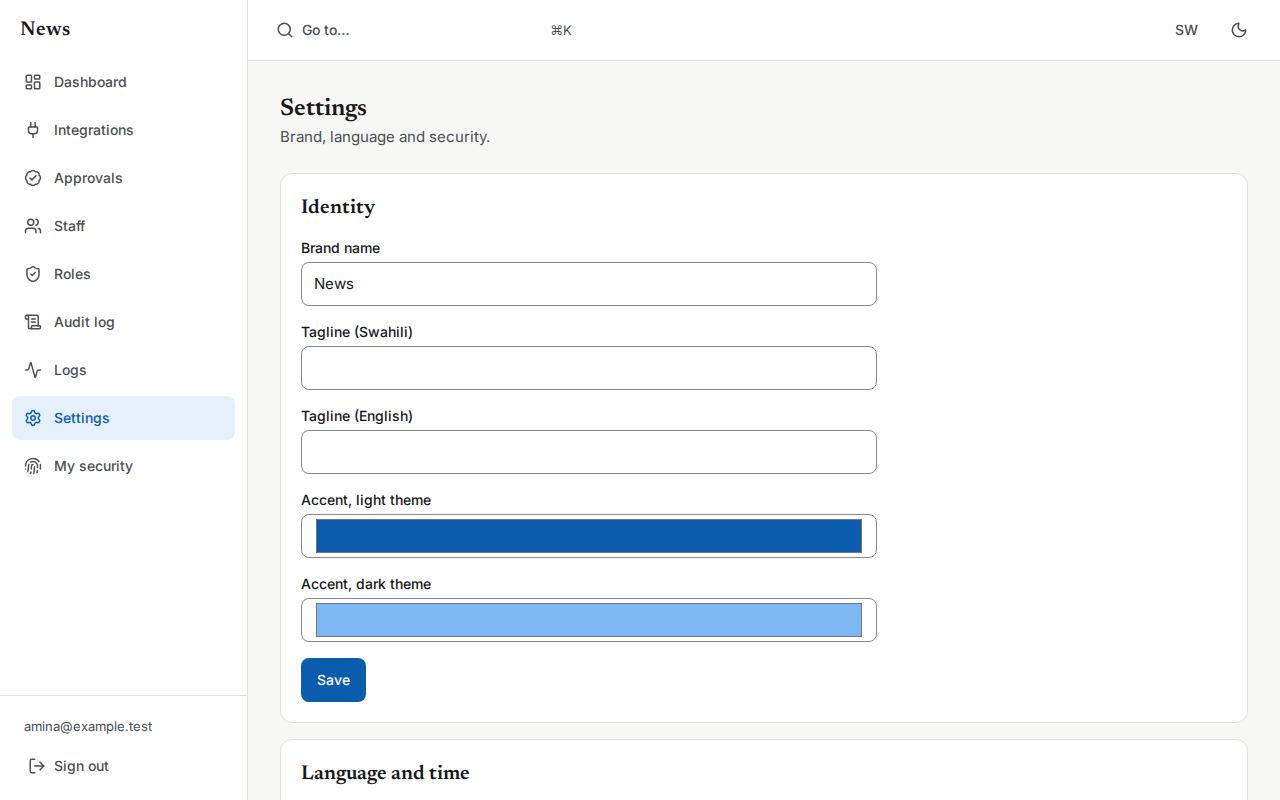 News
Go to...
⌘K
SW
Dashboard
Integrations
Approvals
Staff
Roles
Audit log
Logs
Settings
My security
amina@example.test
Sign out
Settings
Brand, language and security.
Identity
Brand name
News
Tagline (Swahili)
Tagline (English)
Accent, light theme
Accent, dark theme
Save
Language and time